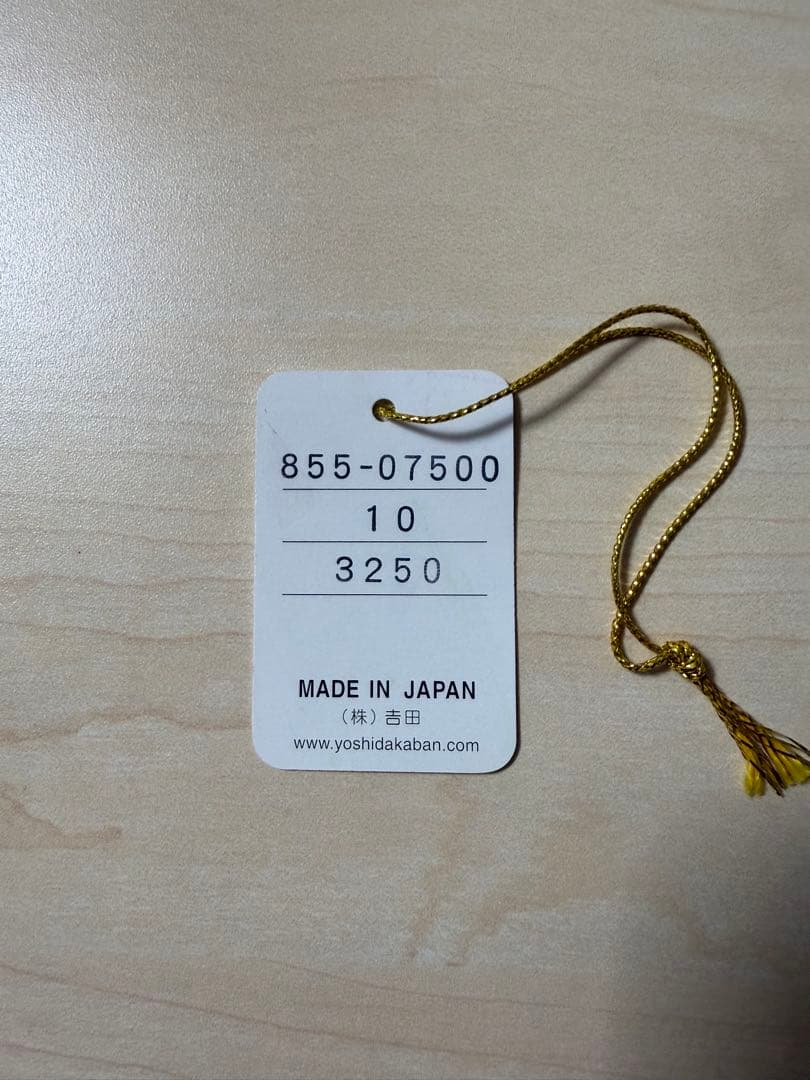 855-07500
10
3250
MADE IN JAPAN
（株）吉田
www.yoshidakaban.com